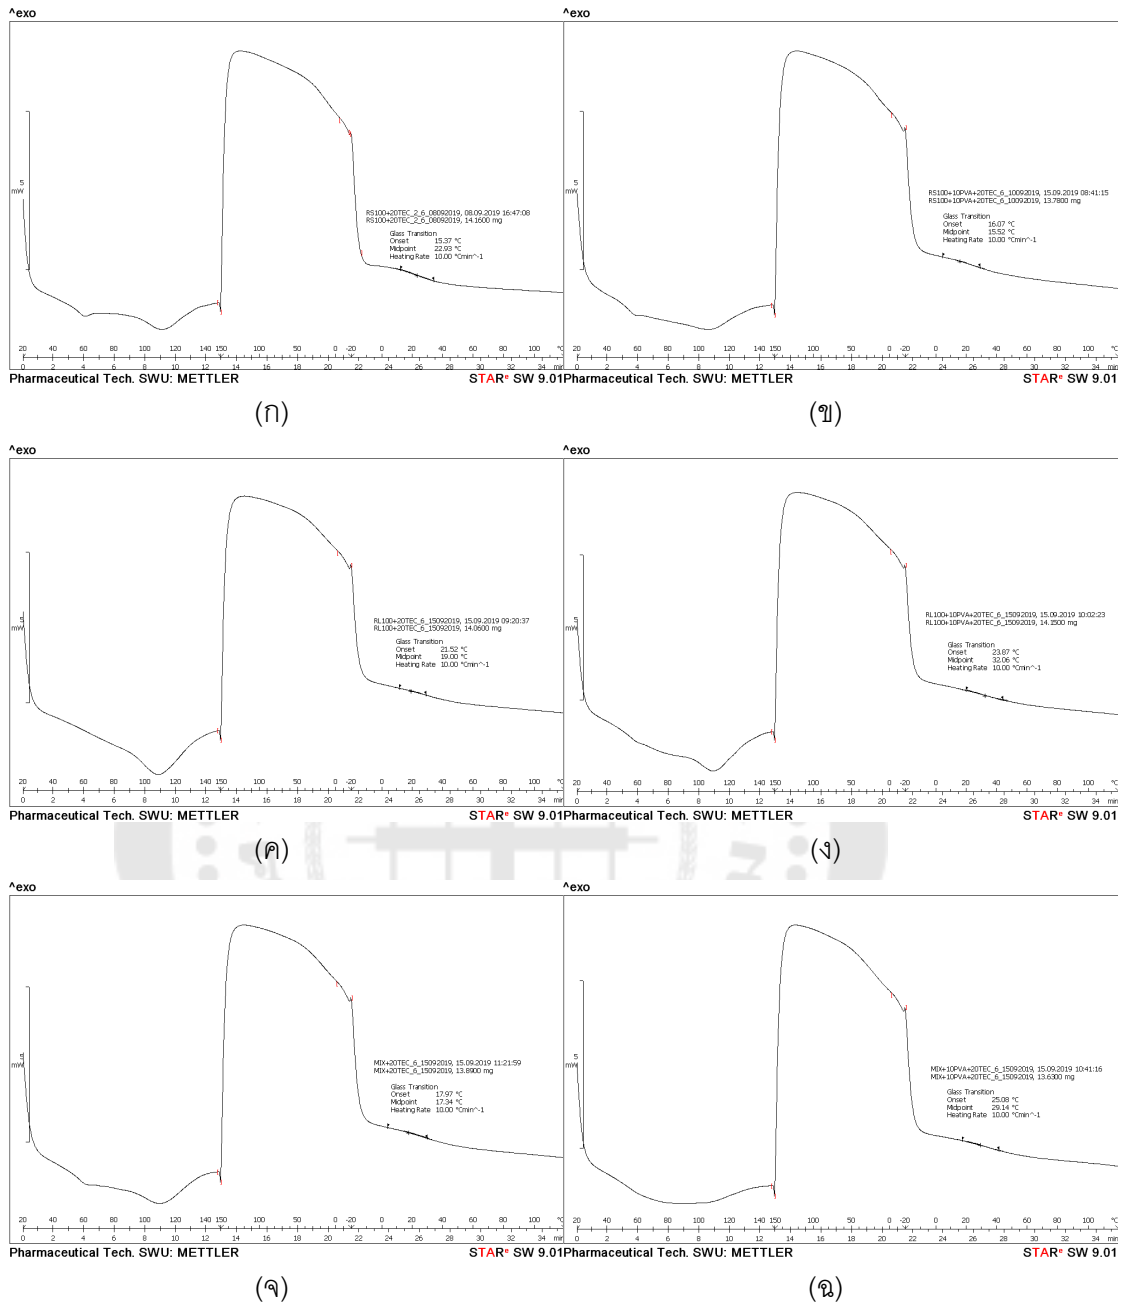 ^exo
5
mW
RS100+20TEC_2_6_08092019, 08.09.2019 16:47:08
RS100+20TEC_2_6_08092019, 14.1600 mg
Glass Transition
Onset 15.37 °C
Midpoint 22.93 °C
Heating Rate 10.00 °Cmin^-1
20 40 60 80 100 120 140 150 100 50 0 -20 0 20 40 60 80 100 °C
0 2 4 6 8 10 12 14 16 18 20 22 24 26 28 30 32 34 min
Pharmaceutical Tech. SWU: METTLER STARe SW 9.01
(ก)
^exo
5
mW
RS100+10PVA+20TEC_6_10092019, 15.09.2019 08:41:15
RS100+10PVA+20TEC_6_10092019, 13.7800 mg
Glass Transition
Onset 16.07 °C
Midpoint 15.52 °C
Heating Rate 10.00 °Cmin^-1
20 40 60 80 100 120 140 150 100 50 0 -20 0 20 40 60 80 100 °C
0 2 4 6 8 10 12 14 16 18 20 22 24 26 28 30 32 34 min
Pharmaceutical Tech. SWU: METTLER STARe SW 9.01
(ข)
^exo
5
mW
RL100+20TEC_6_15092019, 15.09.2019 09:20:37
RL100+20TEC_6_15092019, 14.0600 mg
Glass Transition
Onset 21.52 °C
Midpoint 19.00 °C
Heating Rate 10.00 °Cmin^-1
20 40 60 80 100 120 140 150 100 50 0 -20 0 20 40 60 80 100 °C
0 2 4 6 8 10 12 14 16 18 20 22 24 26 28 30 32 34 min
Pharmaceutical Tech. SWU: METTLER STARe SW 9.01
(ค)
^exo
5
mW
RL100+10PVA+20TEC_6_15092019, 15.09.2019 10:02:23
RL100+10PVA+20TEC_6_15092019, 14.1500 mg
Glass Transition
Onset 23.87 °C
Midpoint 32.06 °C
Heating Rate 10.00 °Cmin^-1
20 40 60 80 100 120 140 150 100 50 0 -20 0 20 40 60 80 100 °C
0 2 4 6 8 10 12 14 16 18 20 22 24 26 28 30 32 34 min
Pharmaceutical Tech. SWU: METTLER STARe SW 9.01
(ง)
^exo
5
mW
MIX+20TEC_6_15092019, 15.09.2019 11:21:59
MIX+20TEC_6_15092019, 13.8900 mg
Glass Transition
Onset 17.97 °C
Midpoint 17.34 °C
Heating Rate 10.00 °Cmin^-1
20 40 60 80 100 120 140 150 100 50 0 -20 0 20 40 60 80 100 °C
0 2 4 6 8 10 12 14 16 18 20 22 24 26 28 30 32 34 min
Pharmaceutical Tech. SWU: METTLER STARe SW 9.01
(จ)
^exo
5
mW
MIX+10PVA+20TEC_6_15092019, 15.09.2019 10:41:16
MIX+10PVA+20TEC_6_15092019, 13.6300 mg
Glass Transition
Onset 25.08 °C
Midpoint 29.14 °C
Heating Rate 10.00 °Cmin^-1
20 40 60 80 100 120 140 150 100 50 0 -20 0 20 40 60 80 100 °C
0 2 4 6 8 10 12 14 16 18 20 22 24 26 28 30 32 34 min
Pharmaceutical Tech. SWU: METTLER STARe SW 9.01
(ฉ)